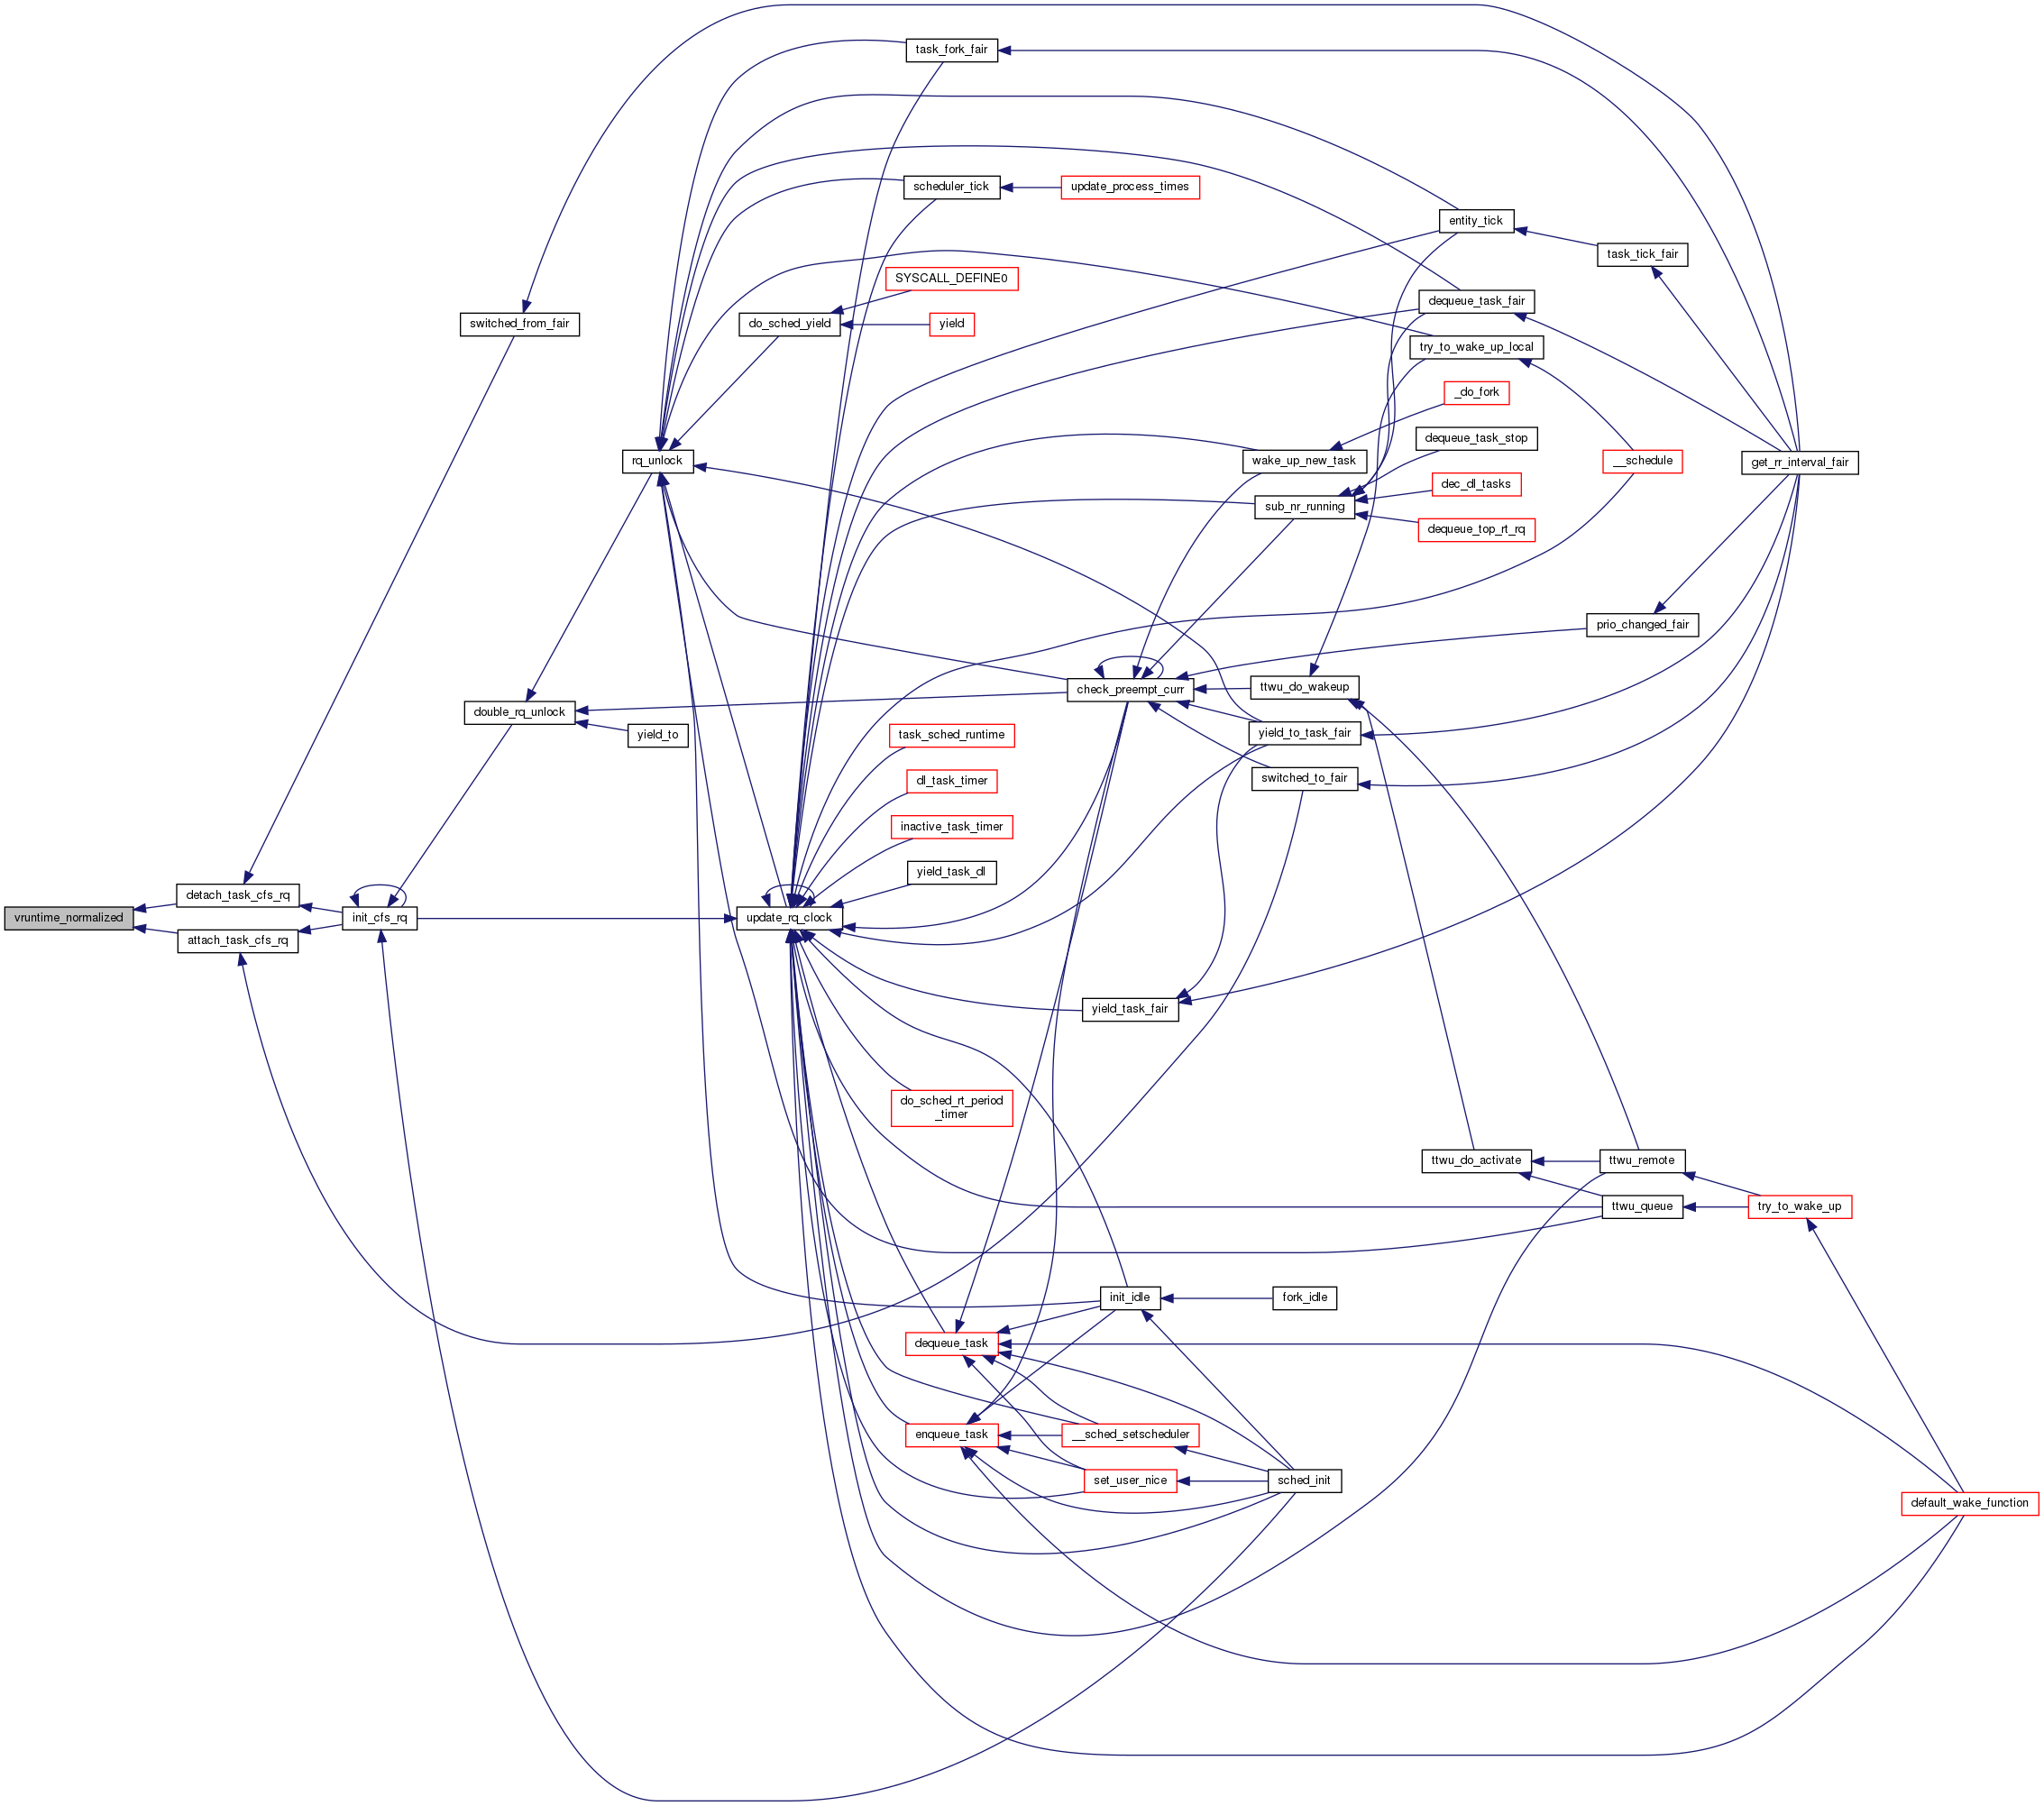 task_fork_fair
scheduler_tick
update_process_times
entity_tick
task_tick_fair
SYSCALL_DEFINE0
dequeue_task_fair
switched_from_fair
do_sched_yield
yield
try_to_wake_up_local
_do_fork
dequeue_task_stop
rq_unlock
wake_up_new_task
__schedule
get_rr_interval_fair
dec_dl_tasks
sub_nr_running
dequeue_top_rt_rq
prio_changed_fair
check_preempt_curr
ttwu_do_wakeup
double_rq_unlock
yield_to
task_sched_runtime
yield_to_task_fair
dl_task_timer
switched_to_fair
inactive_task_timer
yield_task_dl
detach_task_cfs_rq
vruntime_normalized
init_cfs_rq
update_rq_clock
attach_task_cfs_rq
yield_task_fair
do_sched_rt_period
_timer
ttwu_do_activate
ttwu_remote
ttwu_queue
try_to_wake_up
init_idle
fork_idle
dequeue_task
enqueue_task
__sched_setscheduler
set_user_nice
sched_init
default_wake_function